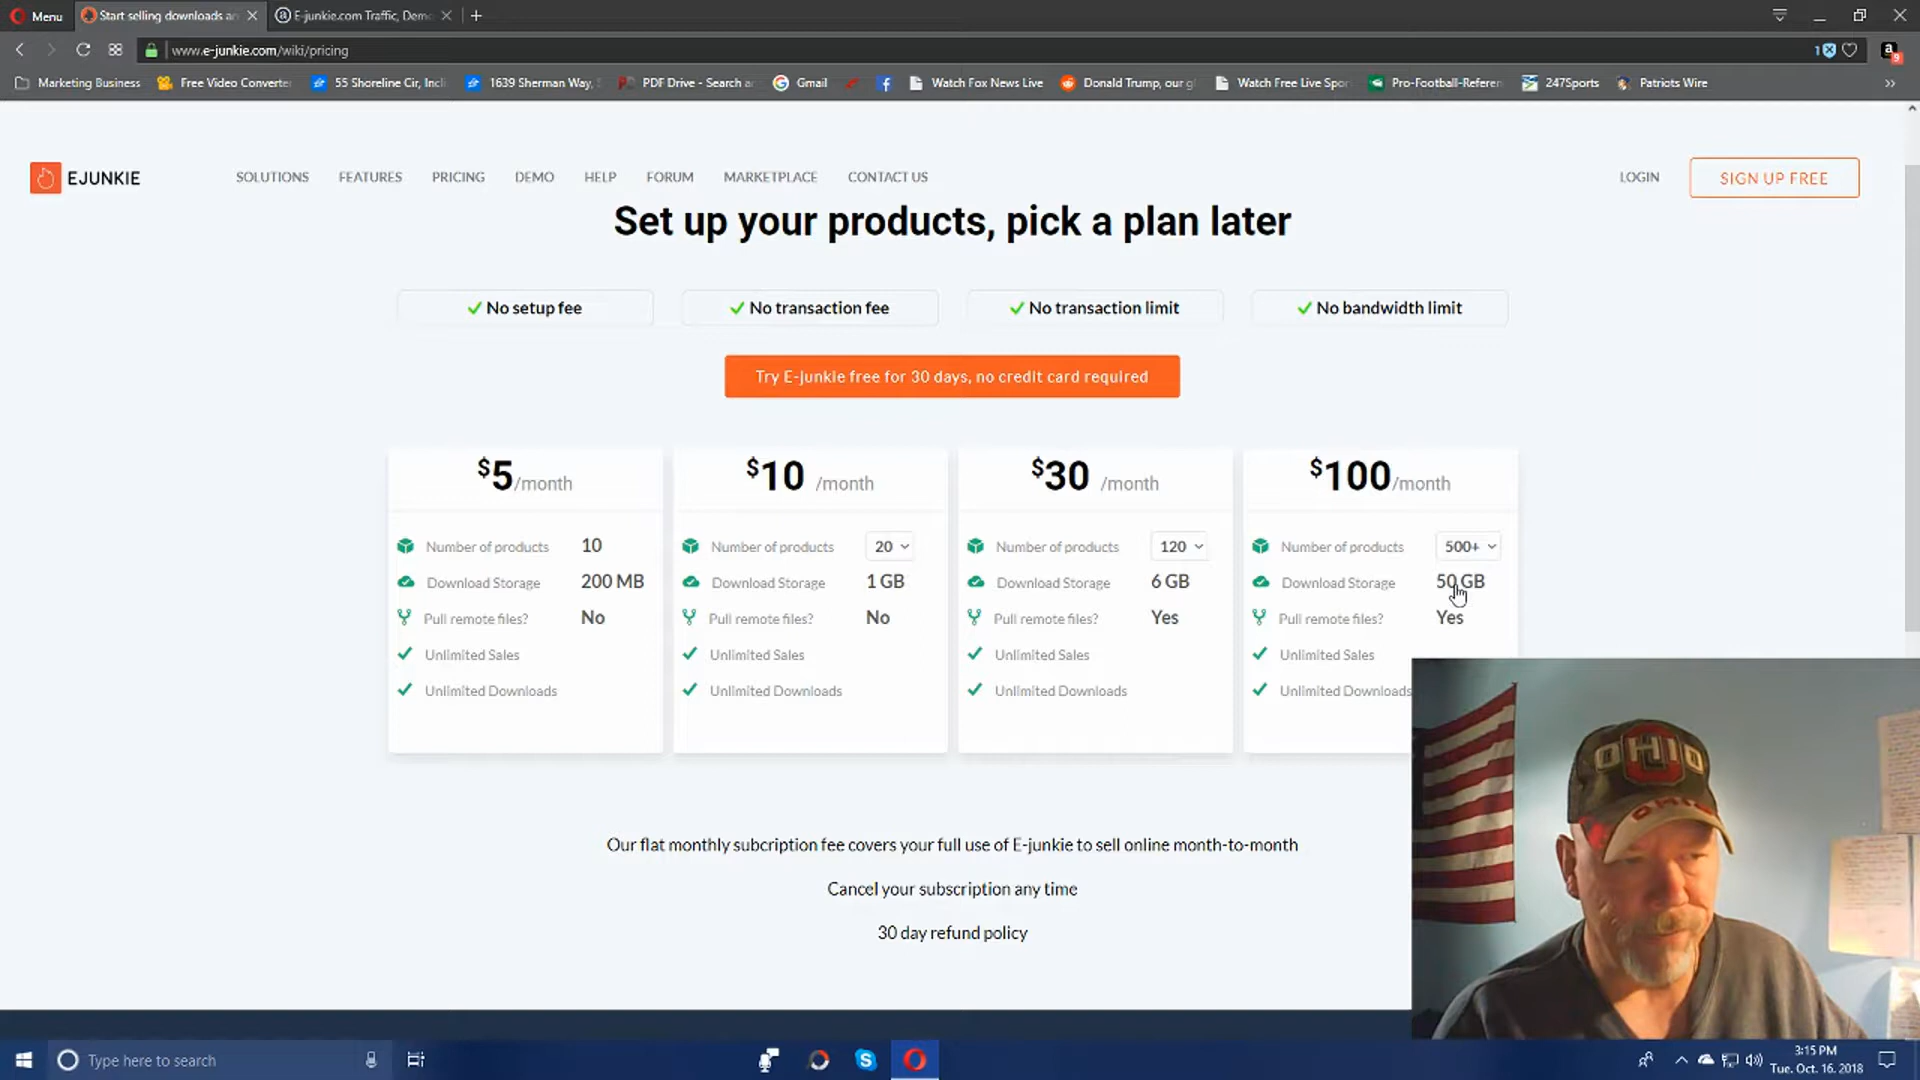 Menu
Start selling downloads an
E-junkie.com Traffic, Demo
www.e-junkie.com/wiki/pricing
1
9
Marketing Business
Free Video Converte
55 Shoreline Cir, Incli
1639 Sherman Way,
PDF Drive - Search a
Gmail
Watch Fox News Live
Donald Trump, our g
Watch Free Live Spo
Pro-Football-Referen
247Sports
Patriots Wire
EJUNKIE
SOLUTIONS
FEATURES
PRICING
DEMO
HELP
FORUM
MARKETPLACE
CONTACT US
LOGIN
SIGN UP FREE
Set up your products, pick a plan later
No setup fee
No transaction fee
No transaction limit
No bandwidth limit
Try E-junkie free for 30 days, no credit card required
$5/month
Number of products 10
Download Storage 200 MB
Pull remote files? No
Unlimited Sales
Unlimited Downloads
$10 /month
Number of products 20
Download Storage 1 GB
Pull remote files? No
Unlimited Sales
Unlimited Downloads
$30 /month
Number of products 120
Download Storage 6 GB
Pull remote files? Yes
Unlimited Sales
Unlimited Downloads
$100/month
Number of products 500+
Download Storage 50 GB
Pull remote files? Yes
Unlimited Sales
Unlimited Downloads
Our flat monthly subcription fee covers your full use of E-junkie to sell online month-to-month
Cancel your subscription any time
30 day refund policy
OHIO
OHIO
Type here to search
3:15 PM
Tue. Oct. 16, 2018